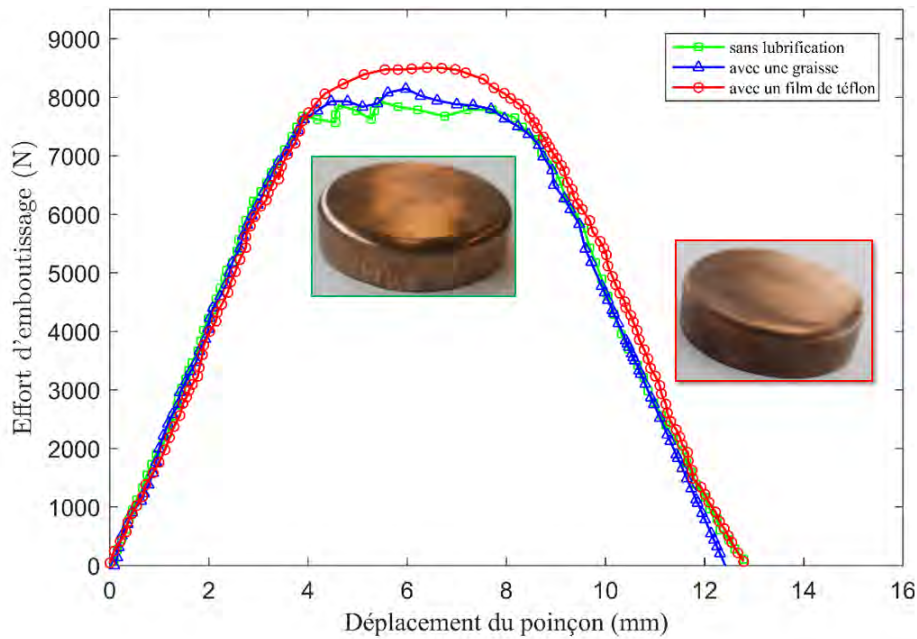 9000
8000
7000
6000
5000
4000
3000
2000
1000
0
0 2 4 6 8 10 12 14 16
Effort d'emboutissage (N)
Déplacement du poinçon (mm)
sans lubrification
avec une graisse
avec un film de téflon